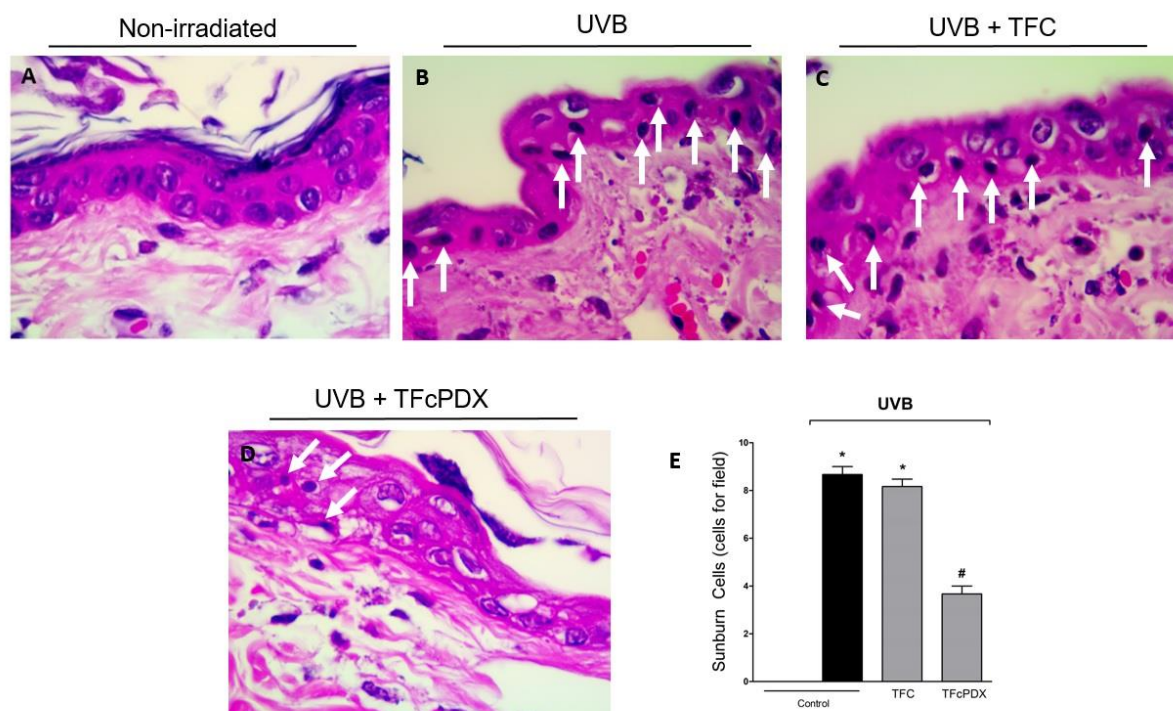 Non-irradiated
UVB
UVB + TFC
A
B
C
UVB + TFcPDX
D
E
UVB
Sunburn Cells (cells for field)
10
8
6
4
2
0
*
*
#
Control
TFC
TFcPDX